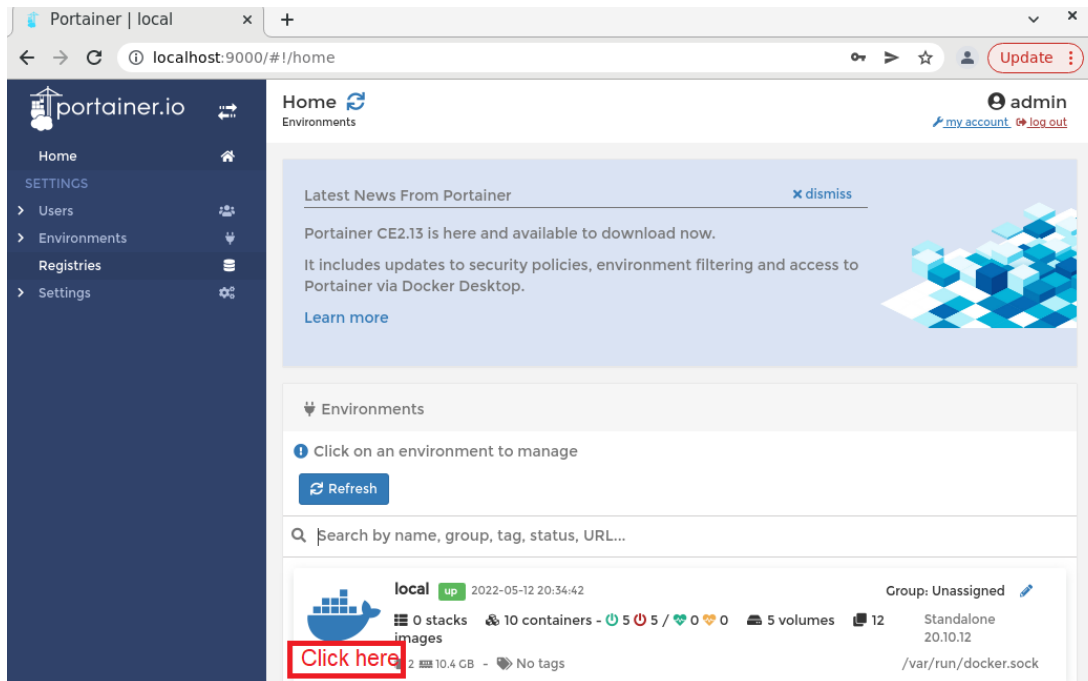 Portainer | local
localhost:9000/#!/home
Update
portainer.io
Home
SETTINGS
Users
Environments
Registries
Settings
Home
Environments
admin
my account log out
Latest News From Portainer
dismiss
Portainer CE2.13 is here and available to download now.
It includes updates to security policies, environment filtering and access to
Portainer via Docker Desktop.
Learn more
Environments
Click on an environment to manage
Refresh
Search by name, group, tag, status, URL...
local up 2022-05-12 20:34:42 Group: Unassigned
0 stacks 10 containers - 5 5 / 0 0 5 volumes 12 Standalone
images 20.10.12
Click here 2 10.4 GB - No tags /var/run/docker.sock